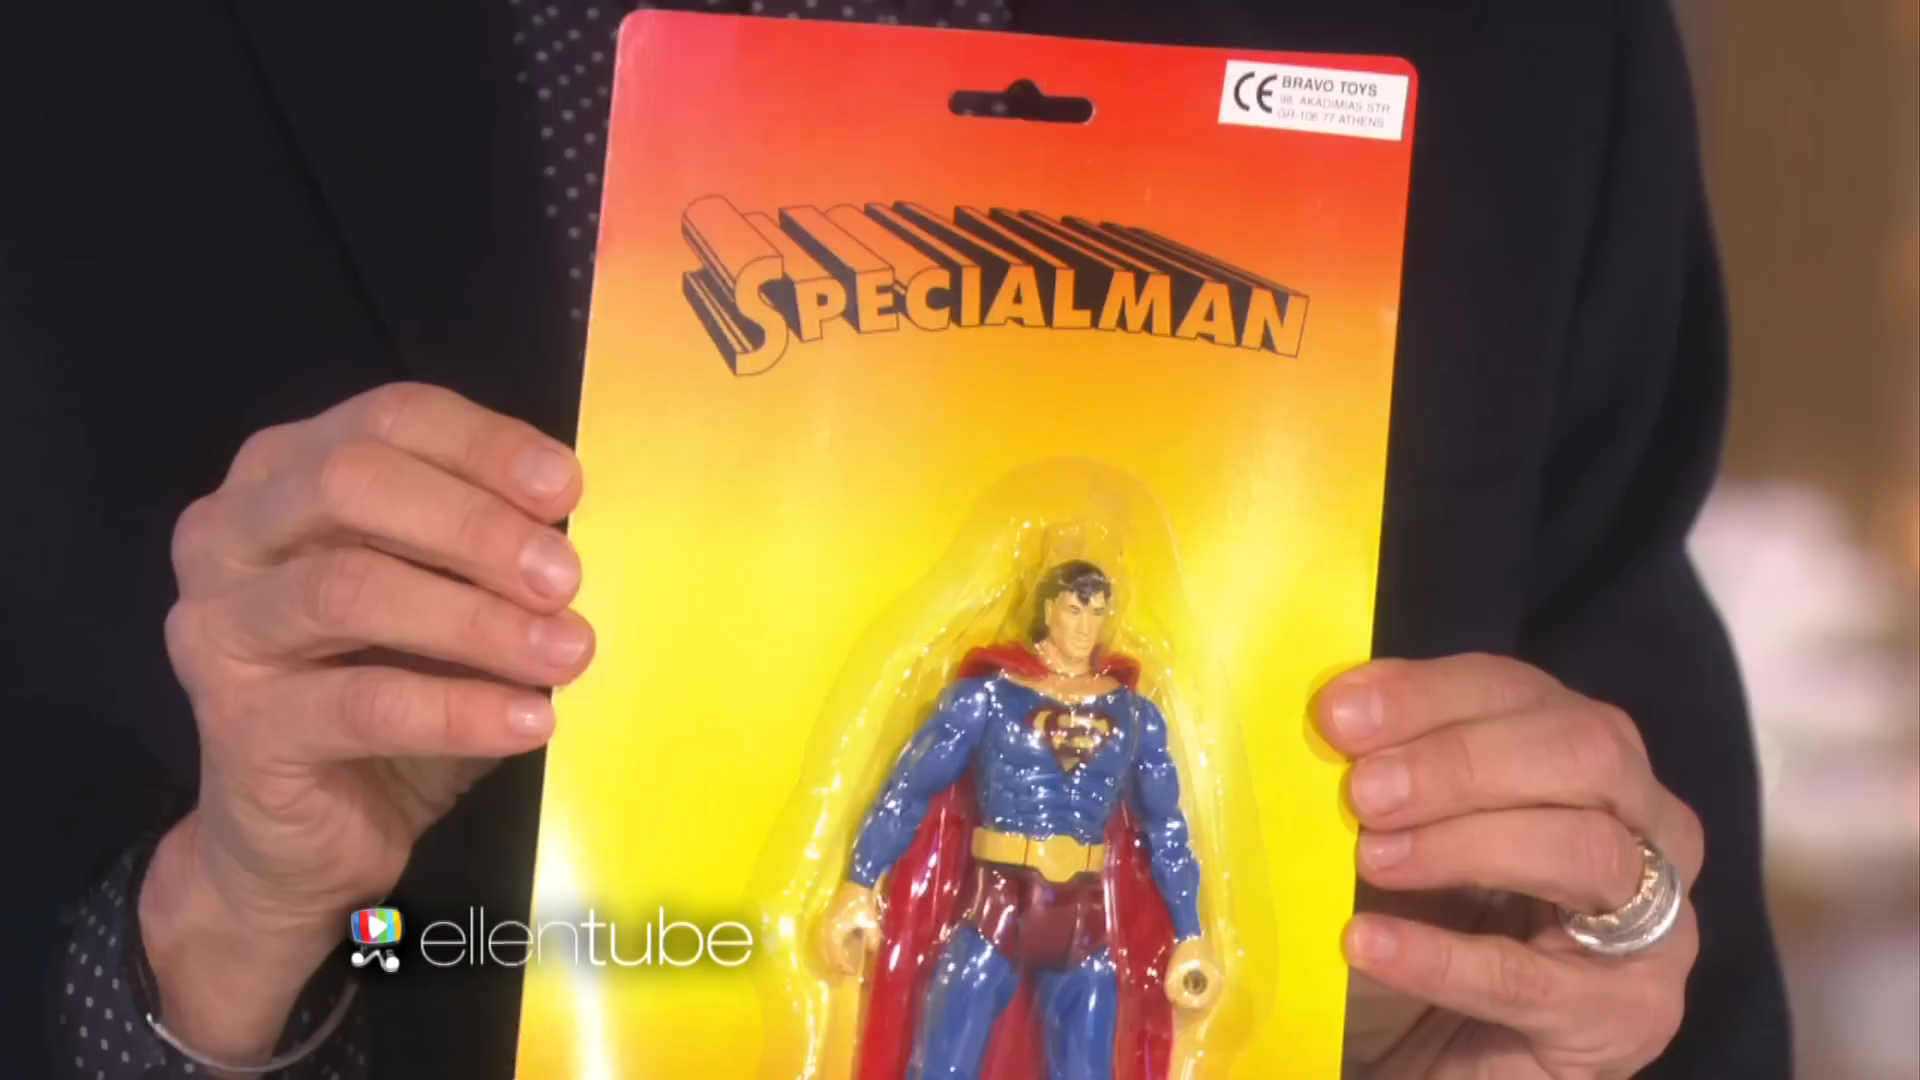 CE BRAVO TOYS
98, AKADIMIAS STR.
GR-106 77 ATHENS
SPECIALMAN
S
ellentube